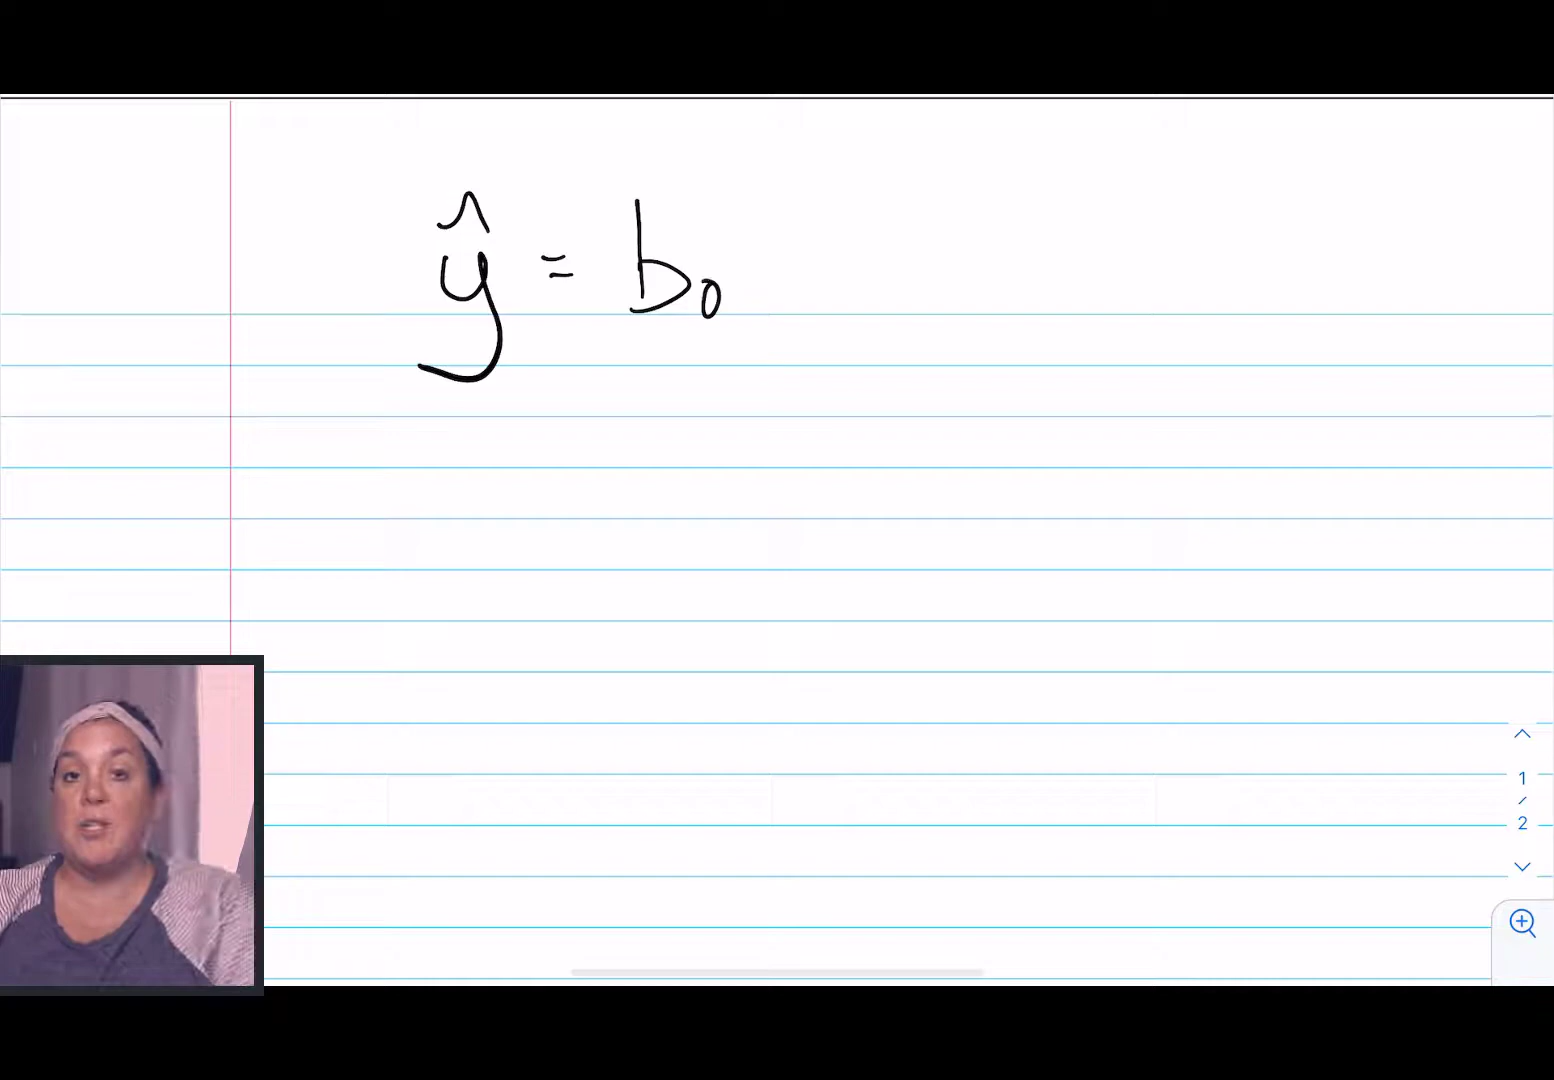 ŷ = b₀
1
/
2